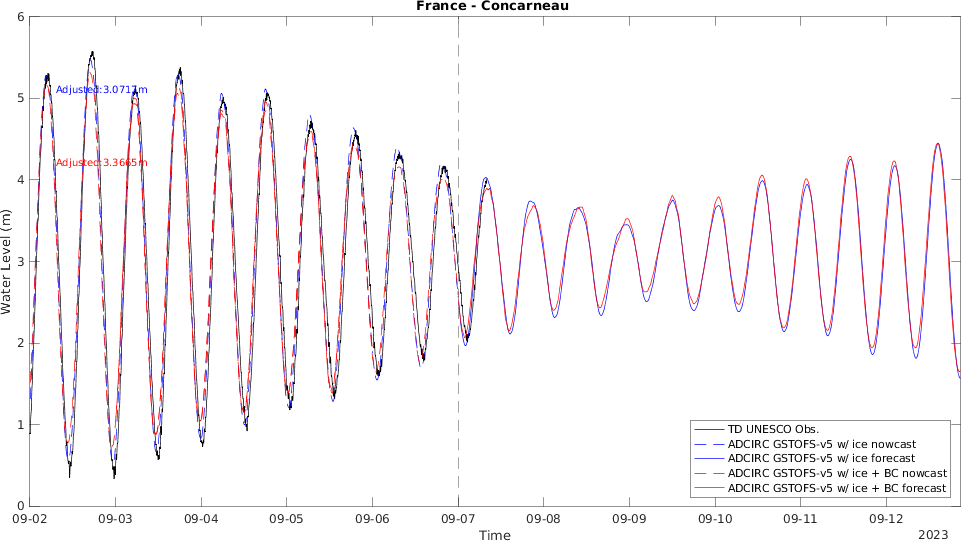 France - Concarneau
6
5
4
3
2
1
0
Water Level (m)
Adjusted:3.0717m
Adjusted:3.3665m
TD UNESCO Obs.
ADCIRC GSTOFS-v5 w/ ice nowcast
ADCIRC GSTOFS-v5 w/ ice forecast
ADCIRC GSTOFS-v5 w/ ice + BC nowcast
ADCIRC GSTOFS-v5 w/ ice + BC forecast
09-02 09-03 09-04 09-05 09-06 09-07 09-08 09-09 09-10 09-11 09-12
Time
2023